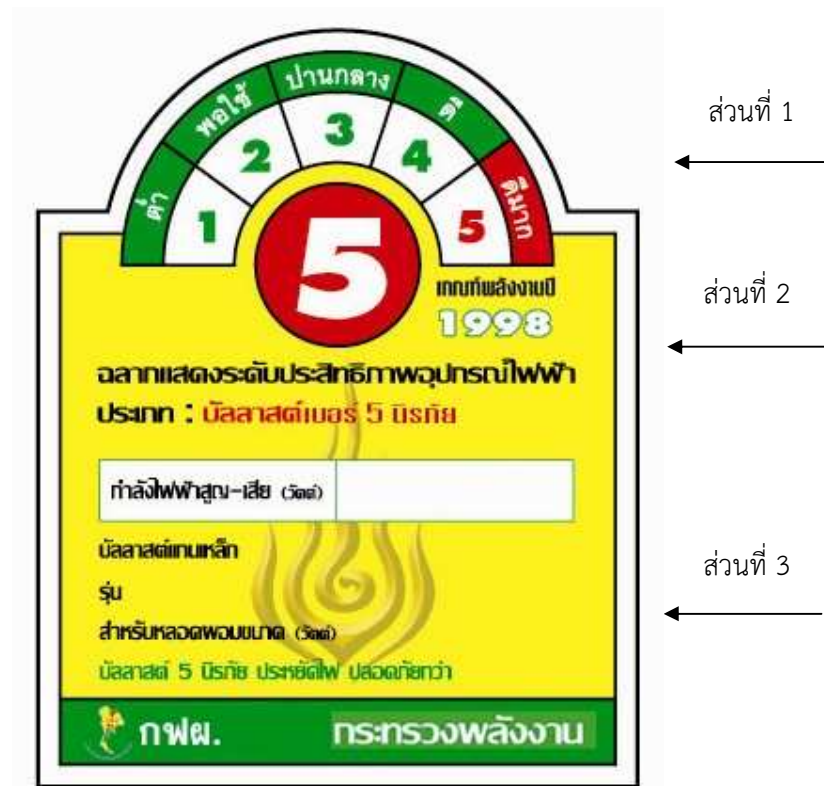 ต่ำ พอใช้ ปานกลาง ดี ดีมาก
1 2 3 4 5
ส่วนที่ 1
5
เกณฑ์พลังงานปี
1998
ส่วนที่ 2
ฉลากแสดงระดับประสิทธิภาพอุปกรณ์ไฟฟ้า
ประเภท : บัลลาสต์เบอร์ 5 นิรภัย
กำลังไฟฟ้าสูญ-เสีย (วัตต์)
บัลลาสต์แกนเหล็ก
ส่วนที่ 3
รุ่น
สำหรับหลอดผอมขนาด (วัตต์)
บัลลาสต์ 5 นิรภัย ประหยัดไฟ ปลอดภัยกว่า
กฟผ. กระทรวงพลังงาน